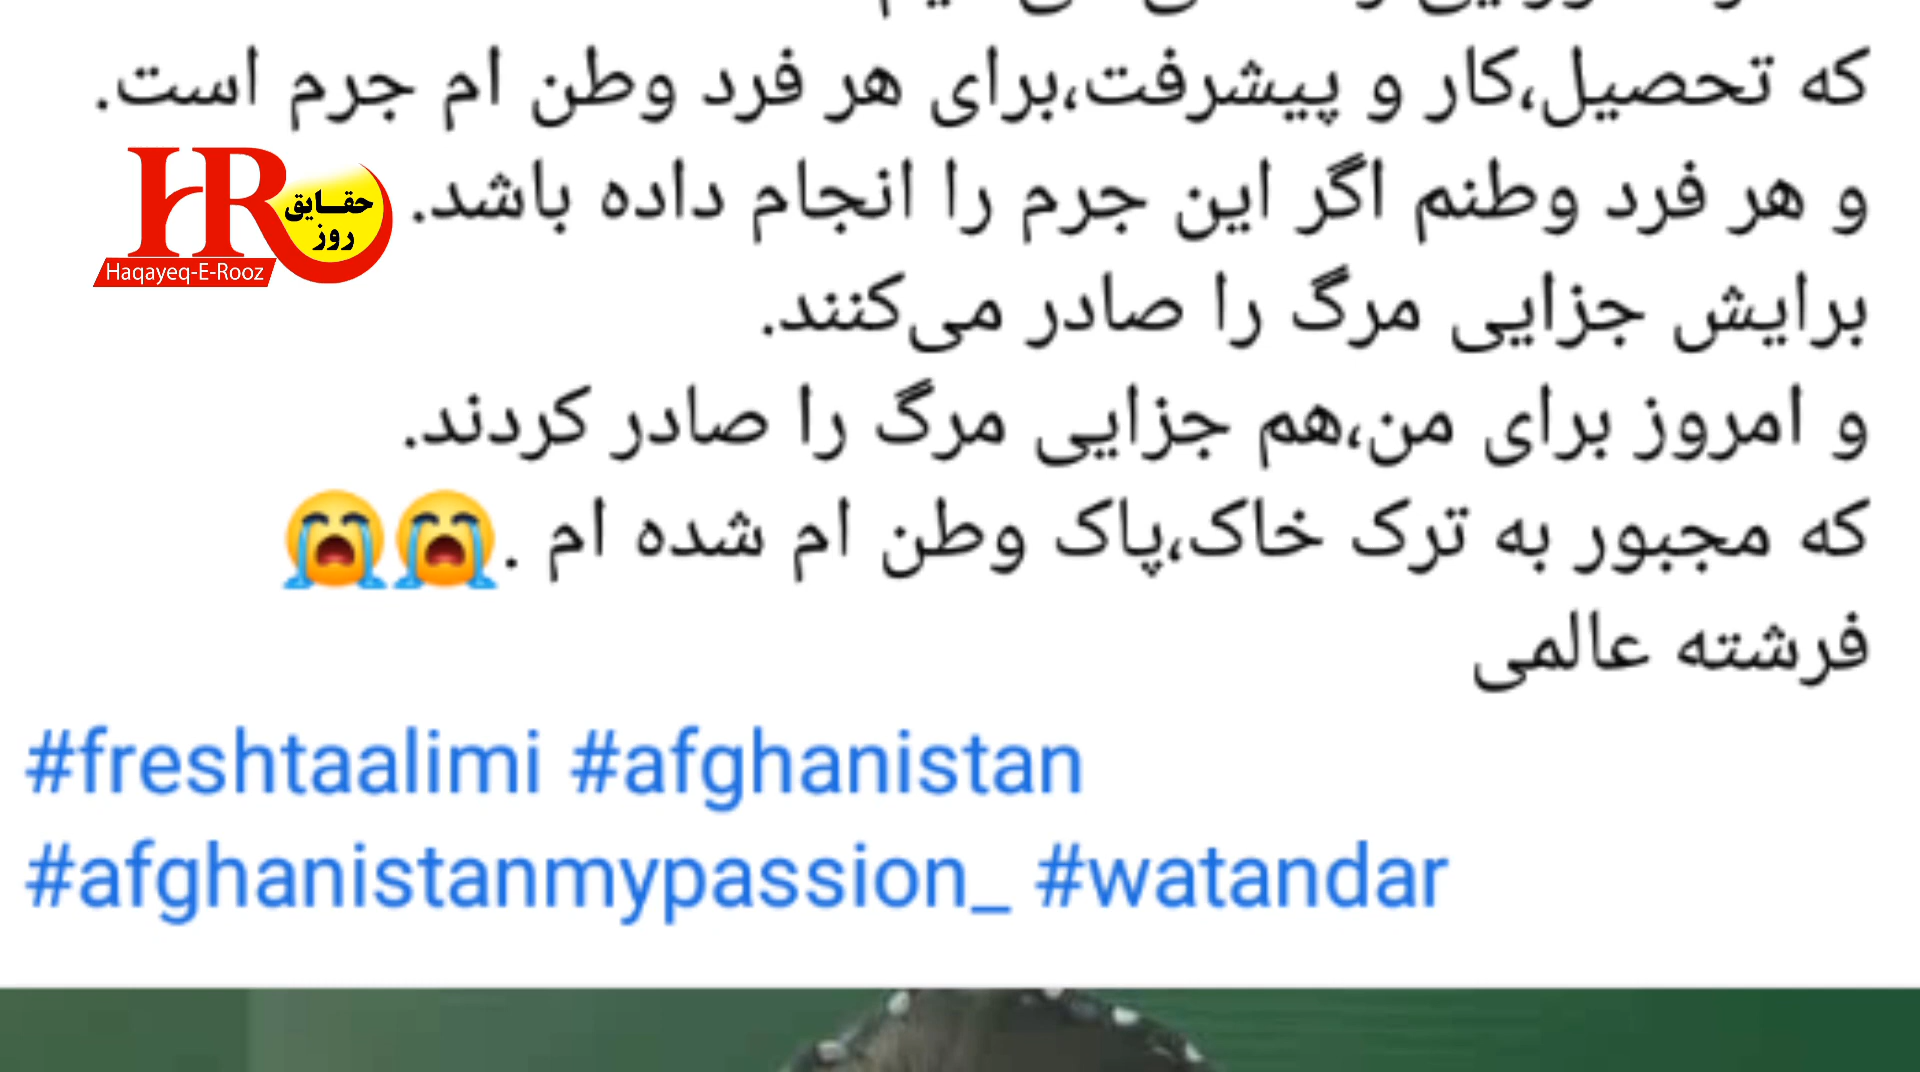 که تحصیل،کار و پیشرفت،برای هر فرد وطن ام جرم است.
و هر فرد وطنم اگر این جرم را انجام داده باشد.
برایش جزایی مرگ را صادر می‌کنند.
و امروز برای من،هم جزایی مرگ را صادر کردند.
که مجبور به ترک خاک،پاک وطن ام شده ام .😭😭
فرشته عالمی
#freshtaalimi #afghanistan
#afghanistanmypassion_ #watandar
HR
حقایق
روز
Haqayeq-E-Rooz